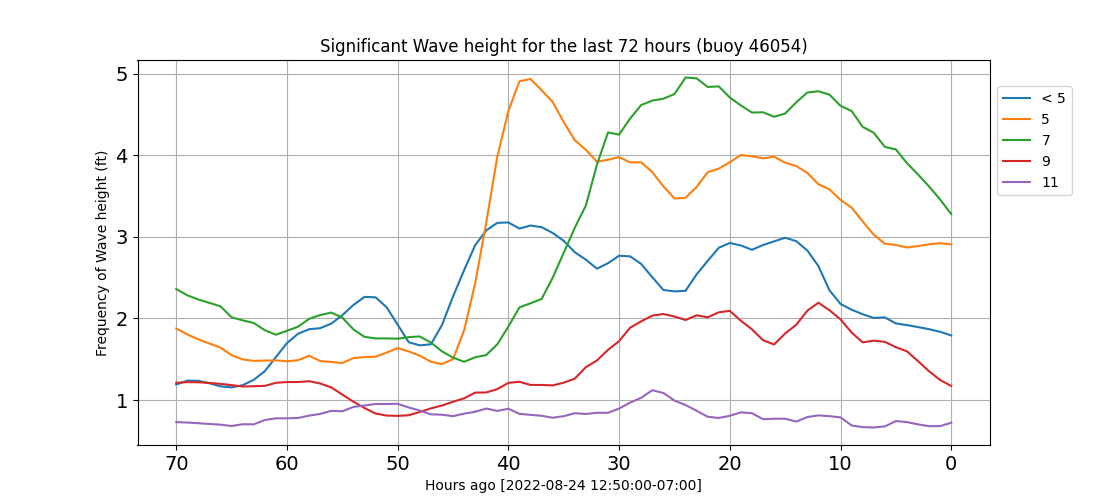 Significant Wave height for the last 72 hours (buoy 46054)
Frequency of Wave height (ft)
5
4
3
2
1
70 60 50 40 30 20 10 0
Hours ago [2022-08-24 12:50:00-07:00]
< 5
5
7
9
11